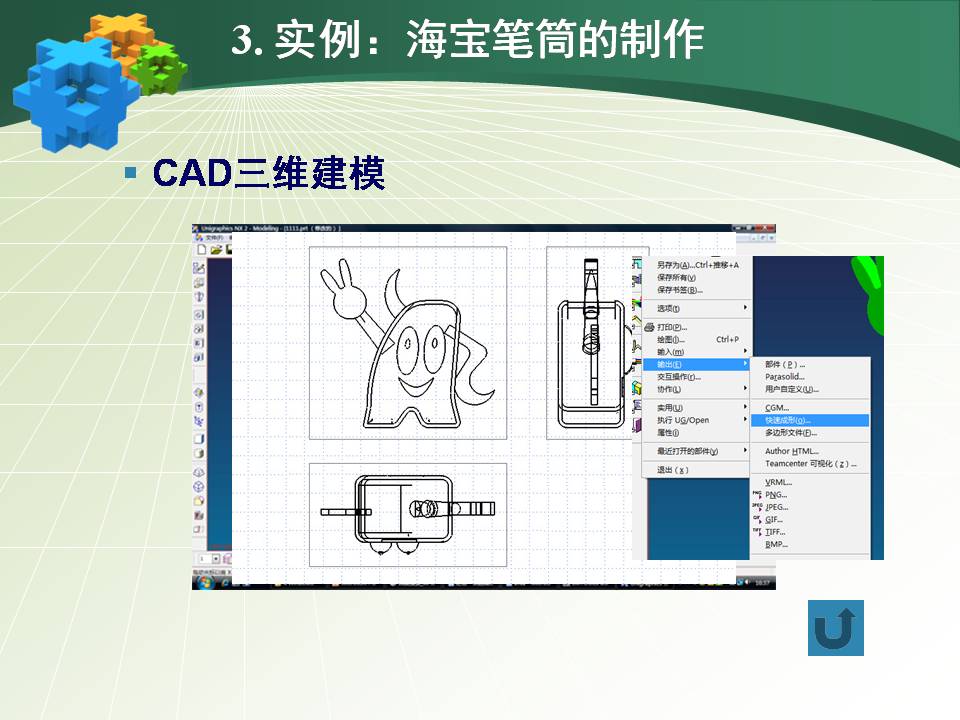 3. 实例：海宝笔筒的制作
CAD三维建模
Unigraphics NX 2 - Modeling - [1111.prt （修改的）]
文件(F)
另存为(A)...Ctrl+推移+A
保存所有(V)
保存书签(B)...
选项(I)
打印(P)...
绘图(J)... Ctrl+P
输入(m)
输出(E)
交互操作(r)...
协作(L)
实用(U)
执行 UG/Open
属性(I)
最近打开的部件(y)
退出（x）
部件（P）...
Parasolid...
用户自定义(U)...
CGM...
快速成形(o)...
多边形文件(F)...
Author HTML...
Teamcenter 可视化（z）...
VRML...
PNG...
JPEG...
GIF...
TIFF...
BMP...
16:37